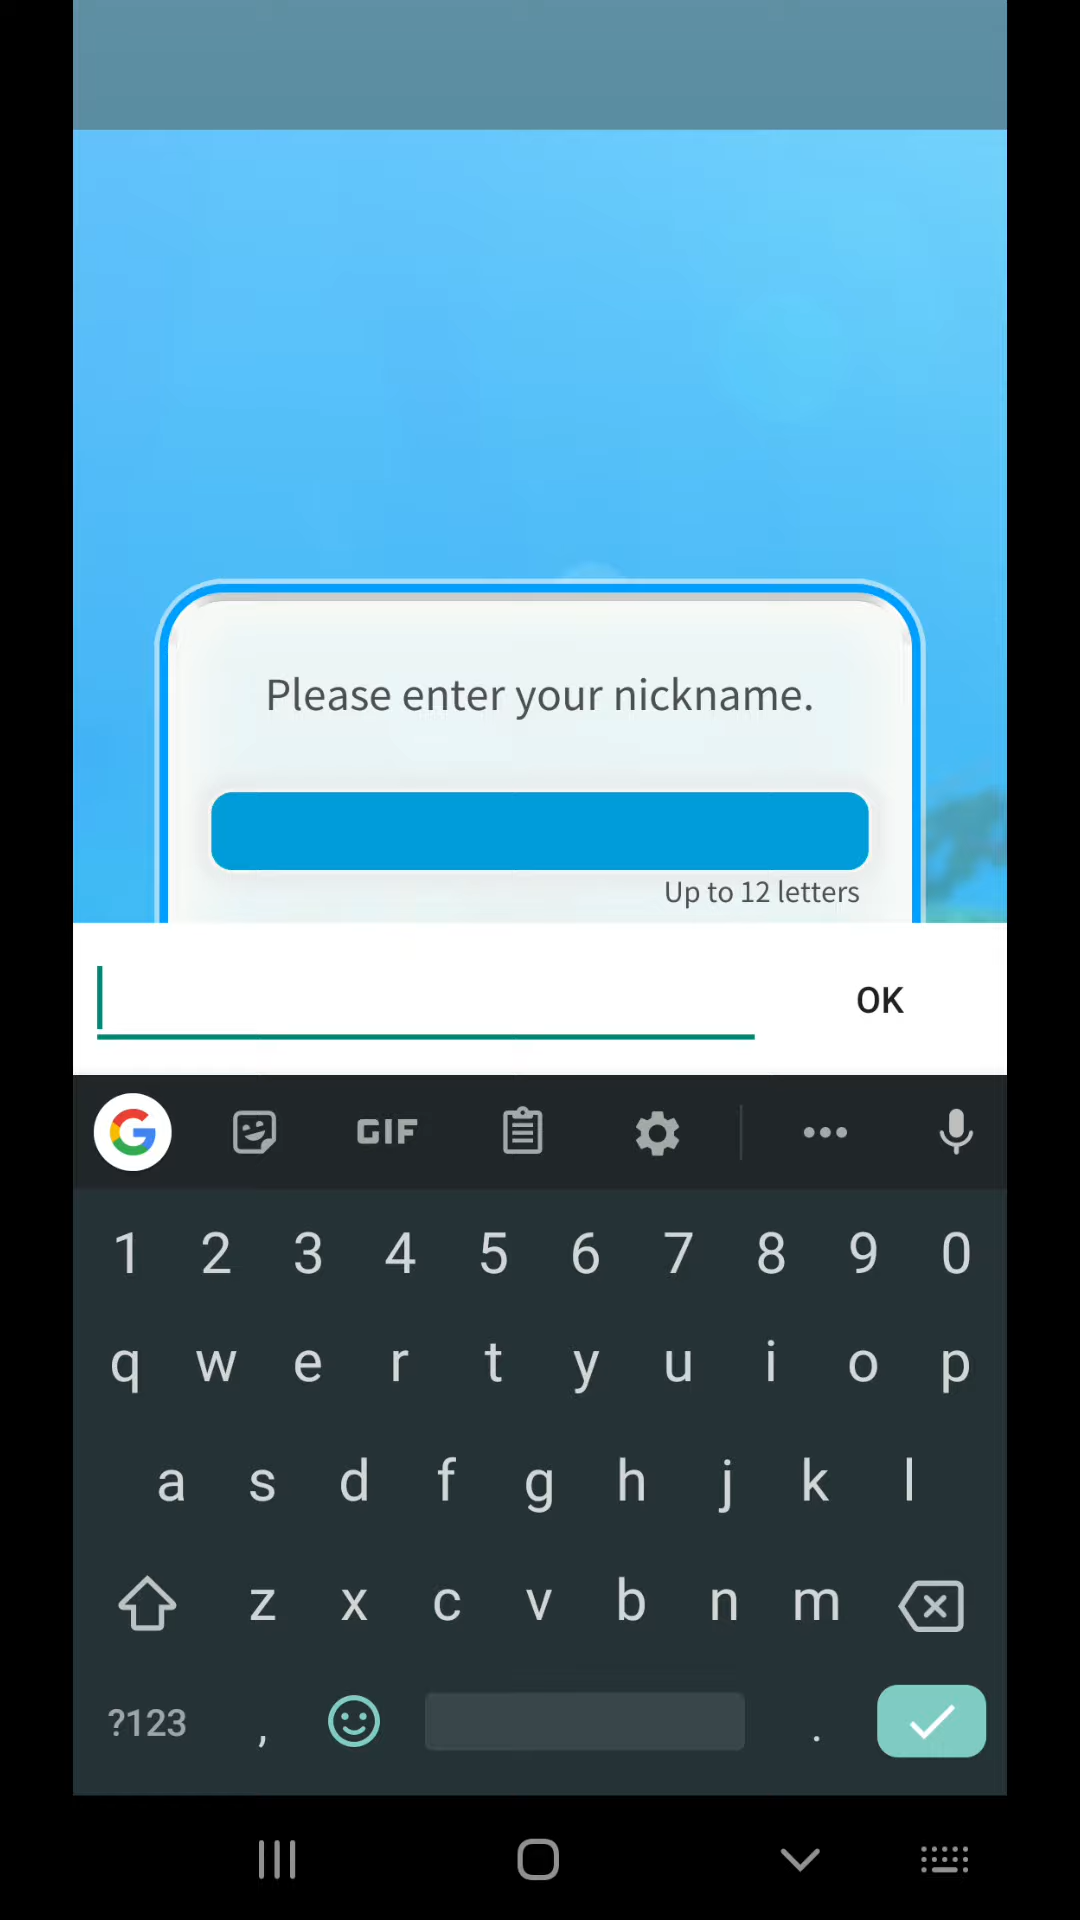 Please enter your nickname.
Up to 12 letters
OK
GIF
1 2 3 4 5 6 7 8 9 0
q w e r t y u i o p
a s d f g h j k l
z x c v b n m
?123 , .